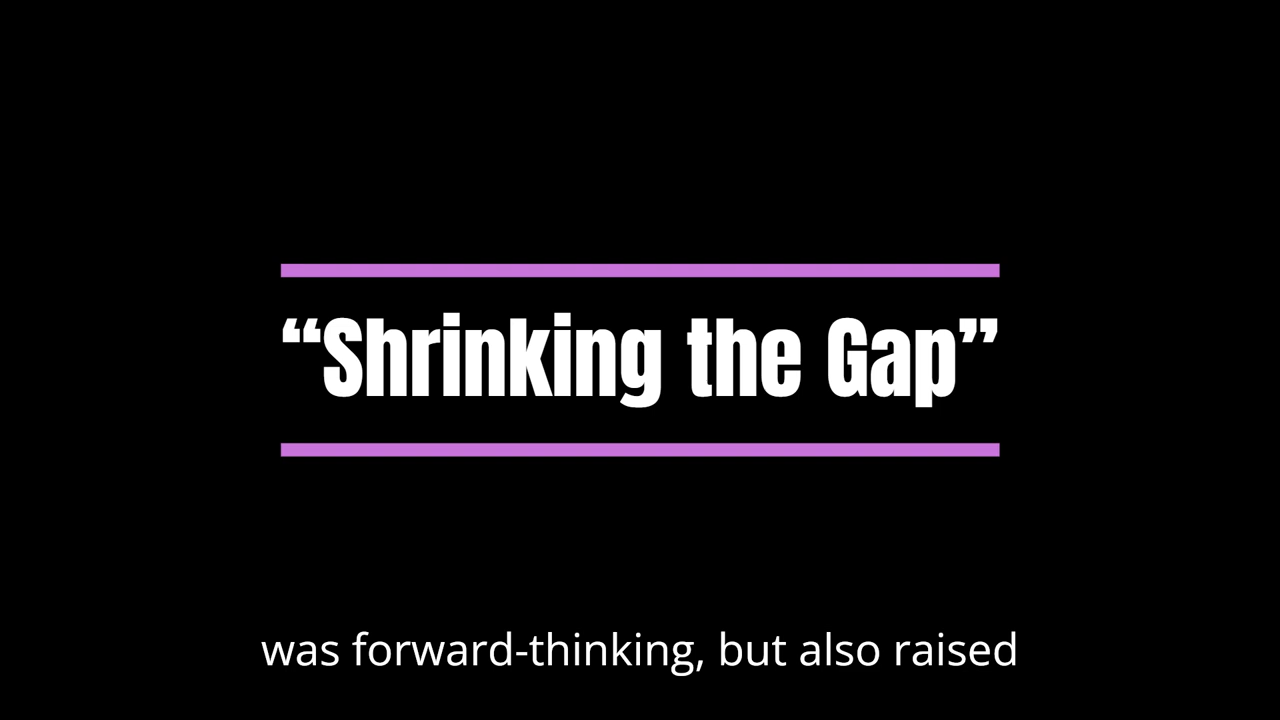 “Shrinking the Gap”
was forward-thinking, but also raised